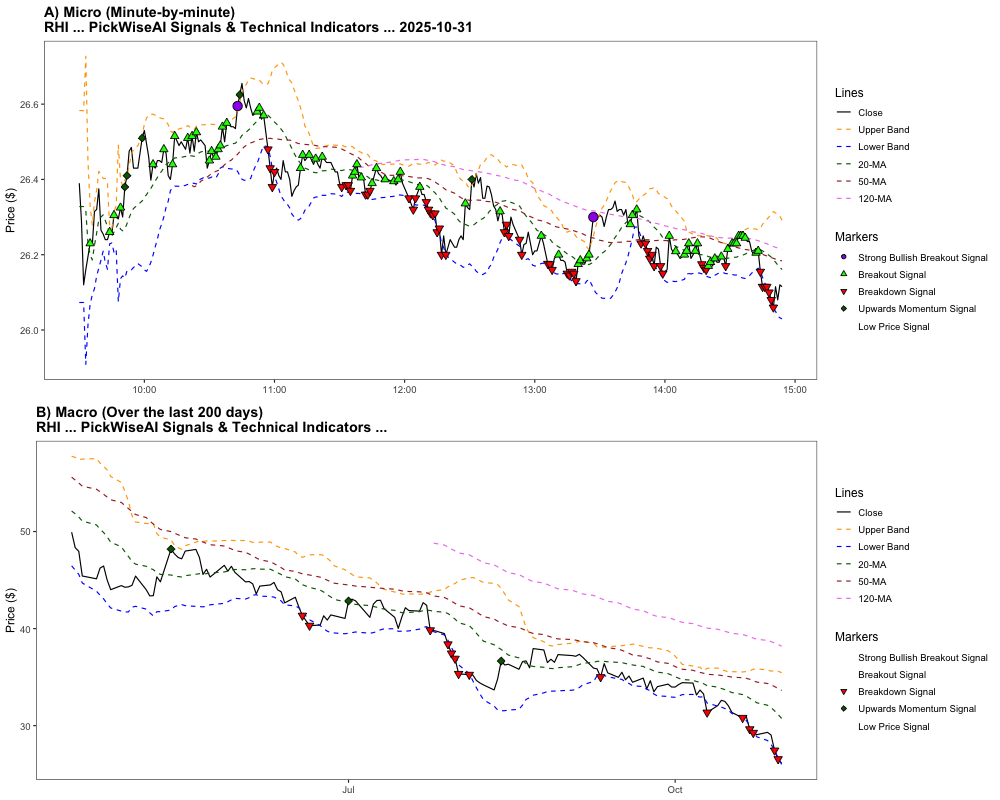 A) Micro (Minute-by-minute)
RHI ... PickWiseAI Signals & Technical Indicators ... 2025-10-31
Price ($)
26.6
26.4
26.2
26.0
10:00
11:00
12:00
13:00
14:00
15:00
Lines
Close
Upper Band
Lower Band
20-MA
50-MA
120-MA
Markers
Strong Bullish Breakout Signal
Breakout Signal
Breakdown Signal
Upwards Momentum Signal
Low Price Signal
B) Macro (Over the last 200 days)
RHI ... PickWiseAI Signals & Technical Indicators ...
Price ($)
50
40
30
Jul
Oct
Lines
Close
Upper Band
Lower Band
20-MA
50-MA
120-MA
Markers
Strong Bullish Breakout Signal
Breakout Signal
Breakdown Signal
Upwards Momentum Signal
Low Price Signal